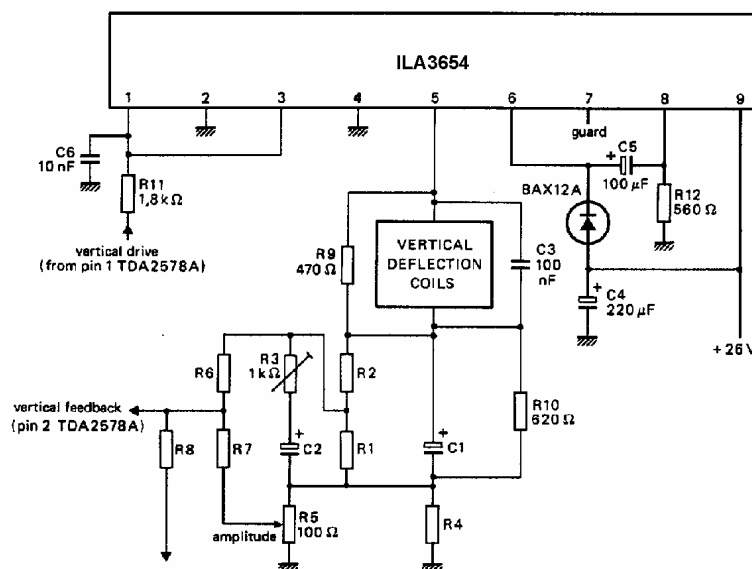 ILA3654
1 2 3 4 5 6 7 8 9
guard
C6
10 nF
R11
1,8 kΩ
vertical drive
(from pin 1 TDA2578A)
+ C5
100 µF
BAX12A
R12
560 Ω
R9
470 Ω
VERTICAL
DEFLECTION
COILS
C3
100
nF
+
C4
220 µF
+ 26 V
R6
R3
1 kΩ
R2
vertical feedback
(pin 2 TDA2578A)
R8
R7
+
C2
R1
+
C1
R10
620 Ω
amplitude
R5
100 Ω
R4